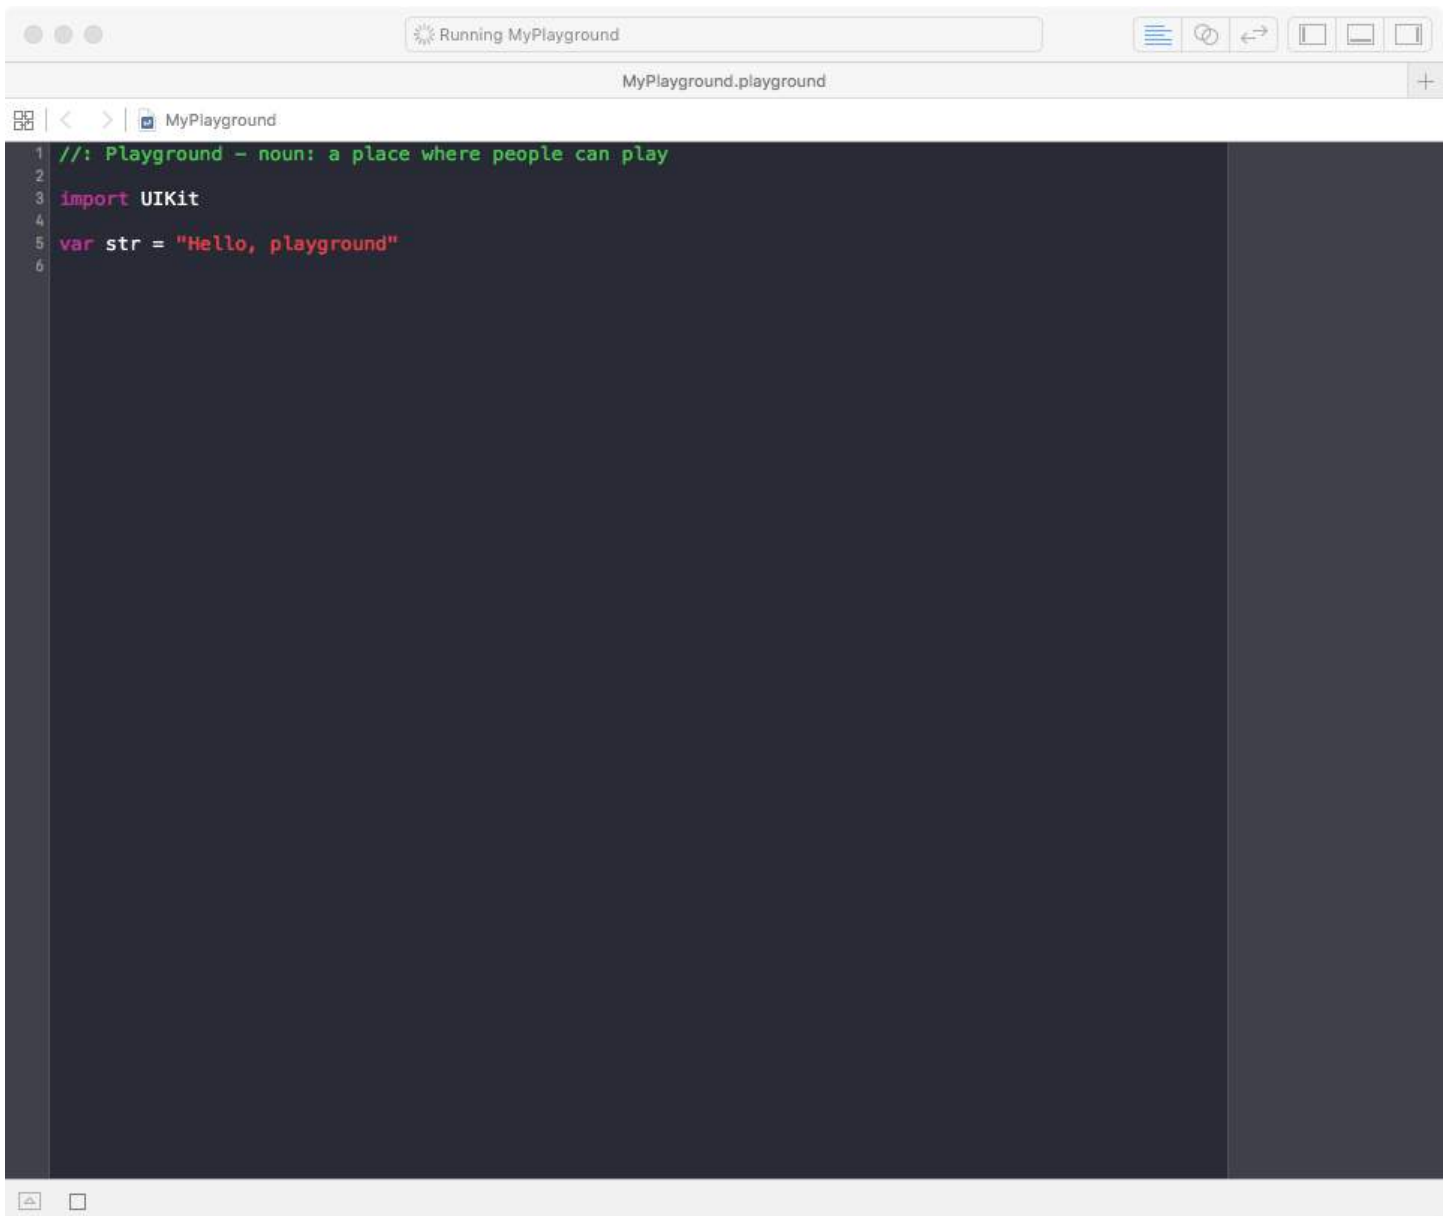 Running MyPlayground
MyPlayground.playground
MyPlayground
1 //: Playground – noun: a place where people can play
2
3 import UIKit
4
5 var str = "Hello, playground"
6